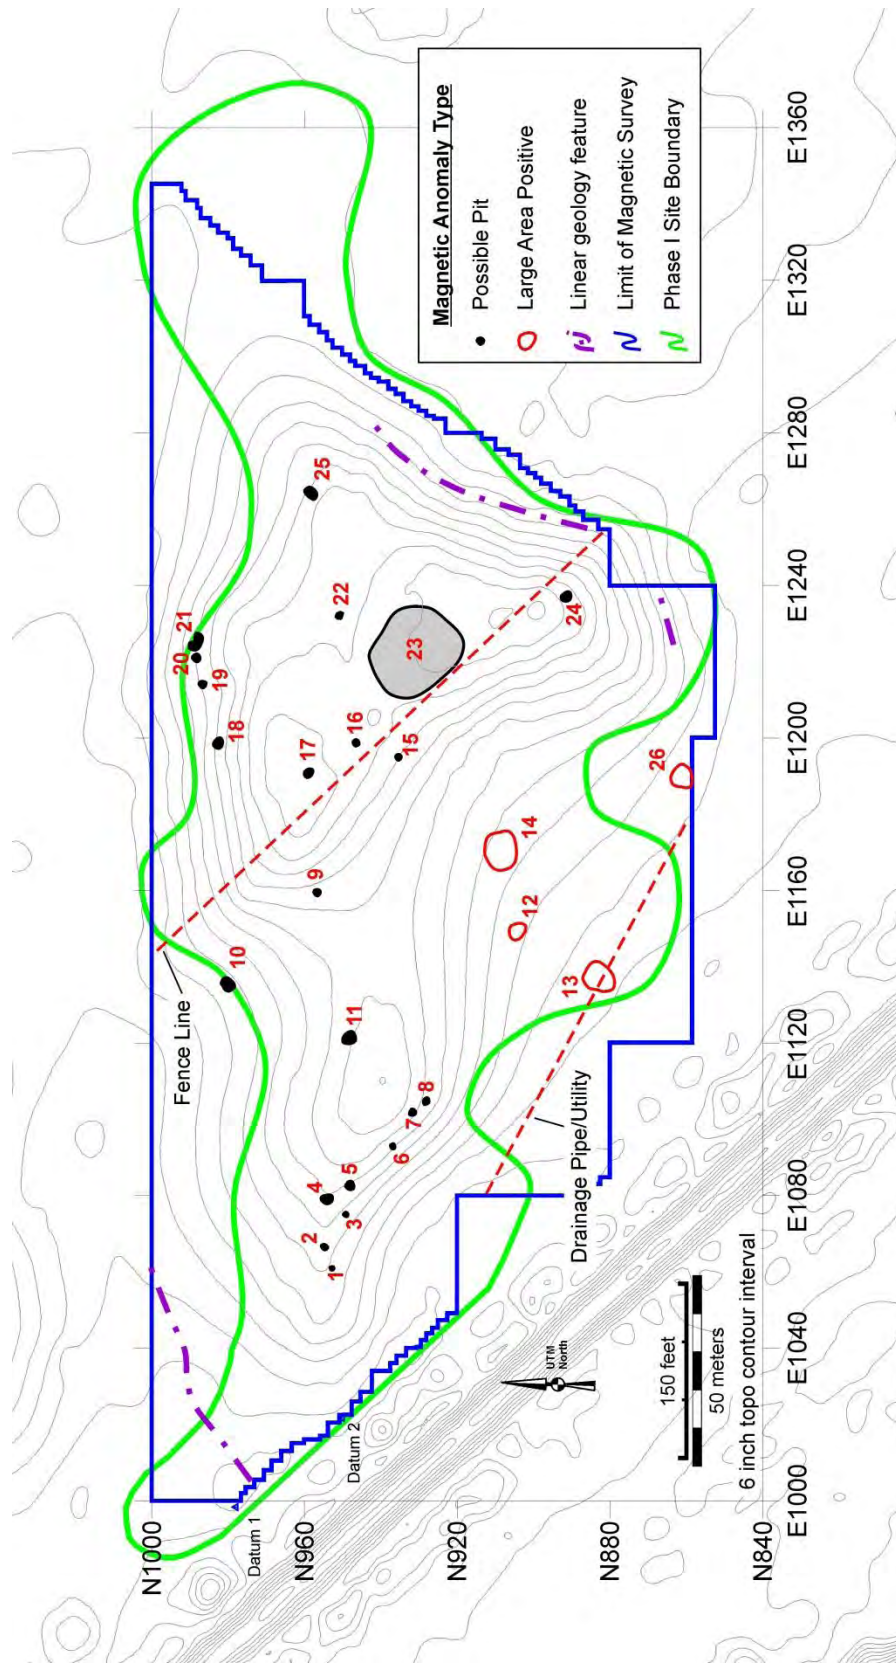 Magnetic Anomaly Type
Possible Pit
Large Area Positive
Linear geology feature
Limit of Magnetic Survey
Phase I Site Boundary
Fence Line
Drainage Pipe/Utility
1
2
3
4
5
6
7
8
9
10
11
12
13
14
15
16
17
18
19
20
21
22
23
24
25
26
Datum 1
Datum 2
UTM
North
150 feet
50 meters
6 inch topo contour interval
N1000
N960
N920
N880
N840
E1000
E1040
E1080
E1120
E1160
E1200
E1240
E1280
E1320
E1360